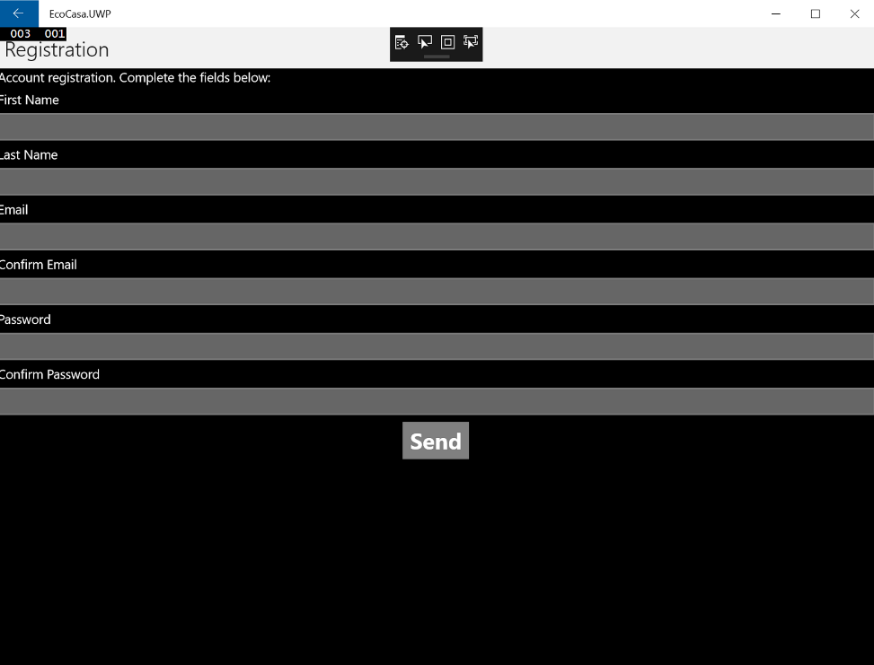 EcoCasa.UWP
003 001
Registration
Account registration. Complete the fields below:
First Name
Last Name
Email
Confirm Email
Password
Confirm Password
Send